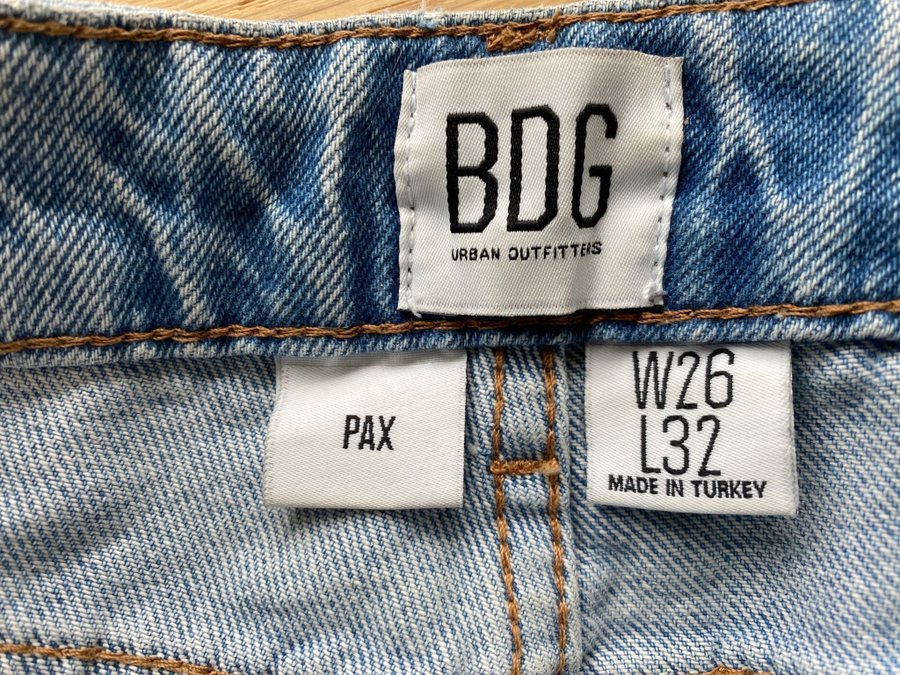 BDG
URBAN OUTFITTERS
PAX
W26
L32
MADE IN TURKEY